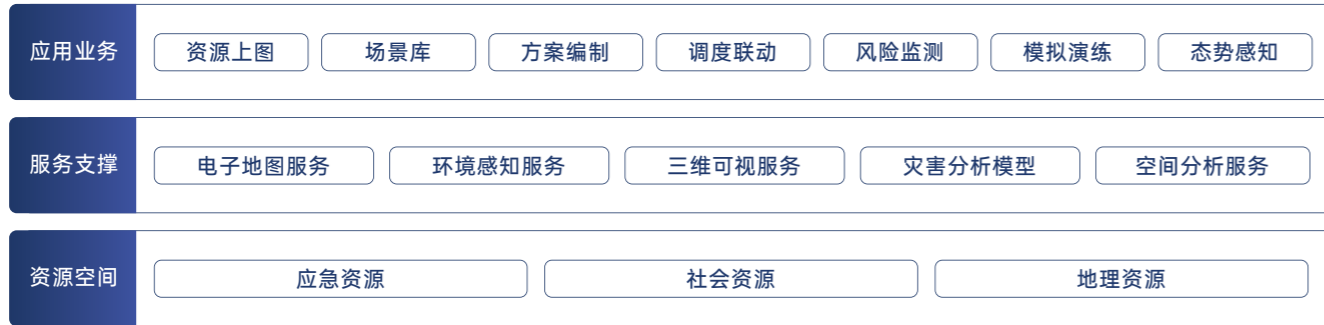 应用业务
资源上图 场景库 方案编制 调度联动 风险监测 模拟演练 态势感知
服务支撑
电子地图服务 环境感知服务 三维可视服务 灾害分析模型 空间分析服务
资源空间
应急资源 社会资源 地理资源